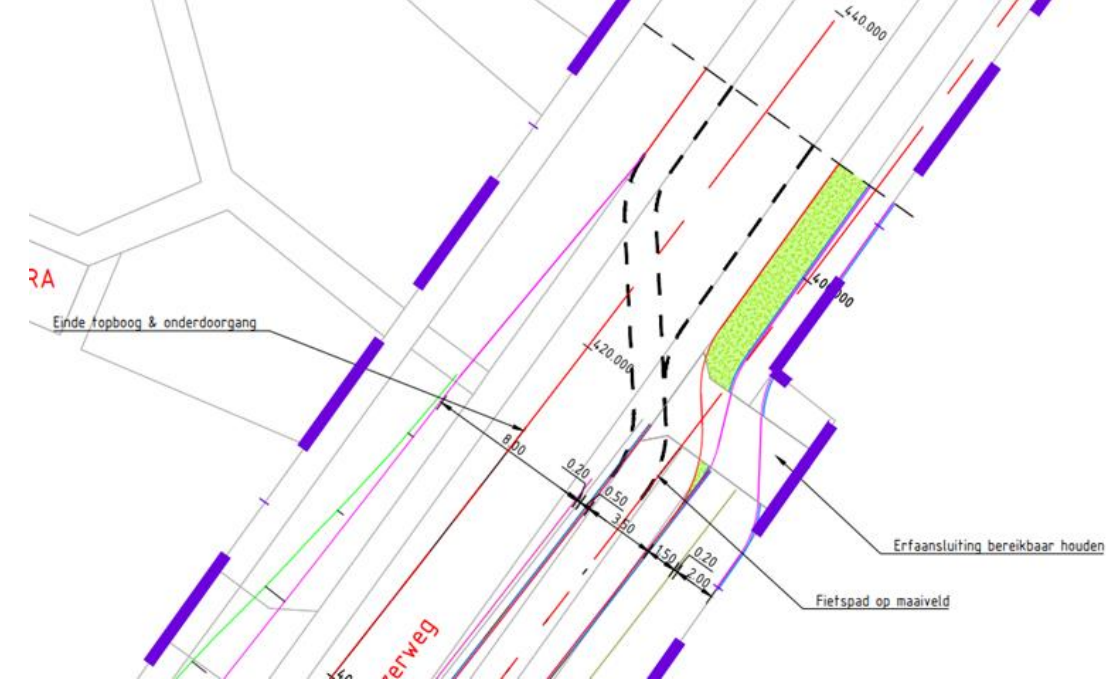 440.000
RA
400.000
Einde topboog & onderdoorgang
420.000
8.00
0.20
0.50
3.50
1.50
0.20
2.00
Erfaansluiting bereikbaar houden
Fietspad op maaiveld
zerweg